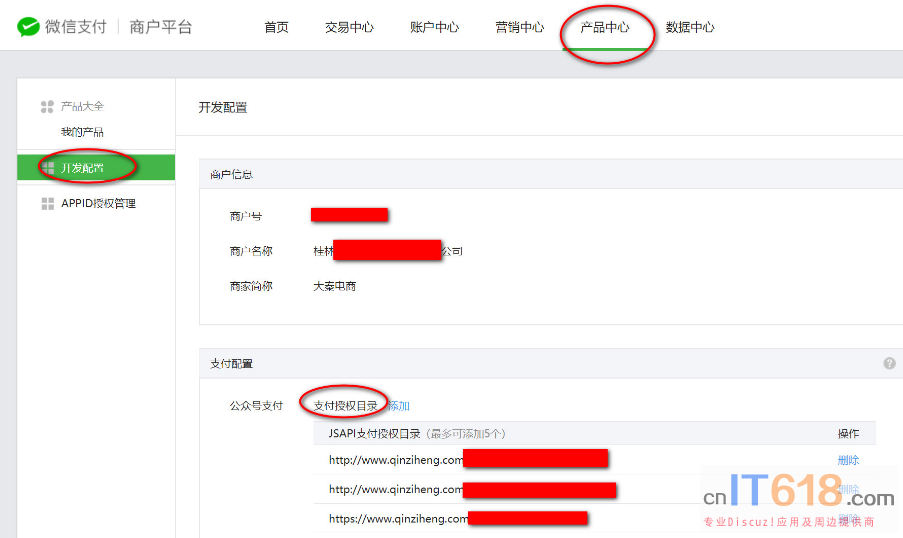 微信支付 | 商户平台 首页 交易中心 账户中心 营销中心 产品中心 数据中心
产品大全
我的产品
开发配置
APPID授权管理
开发配置
商户信息
商户号
商户名称 桂林 公司
商家简称 大秦电商
支付配置 ?
公众号支付 支付授权目录 添加
JSAPI支付授权目录（最多可添加5个） 操作
http://www.qinziheng.com 删除
http://www.qinziheng.com 删除
https://www.qinziheng.com 删除
cnIT618.com
专业Discuz!应用及周边提供商